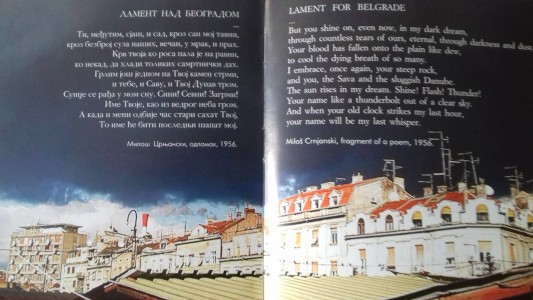 ЛАМЕНТ НАД БЕОГРАДОМ
...
Ти, међутим, сјаш, и сад, кроз сан мој тавни,
кроз безброј суза наших, вечан, у мрак, и прах.
Крв твоја ко роса пала је на равни,
ко некад, да хлади толиких самртнички дах.
Грлим још једном на Твој камен стрми,
и тебе, и Саву, и Твој Дунав тром.
Сунце се рађа у мом сну. Сини! Севни! Загрми!
Име Твоје, као из ведрог неба гром.
А када и мени одбије час стари сахат Твој,
То име ће бити последњи шапат мој.
Милош Црњански, одломак, 1956.
LAMENT FOR BELGRADE
...
But you shine on, even now, in my dark dream,
through countless tears of ours, eternal, through darkness and dust.
Your blood has fallen onto the plain like dew,
to cool the dying breath of so many.
I embrace, once again, your steep rock,
and you, the Sava and the sluggish Danube.
The sun rises in my dream. Shine! Flash! Thunder!
Your name like a thunderbolt out of a clear sky.
And when your old clock strikes my last hour,
your name will be my last whisper.
Miloš Crnjanski, fragment of a poem, 1956.